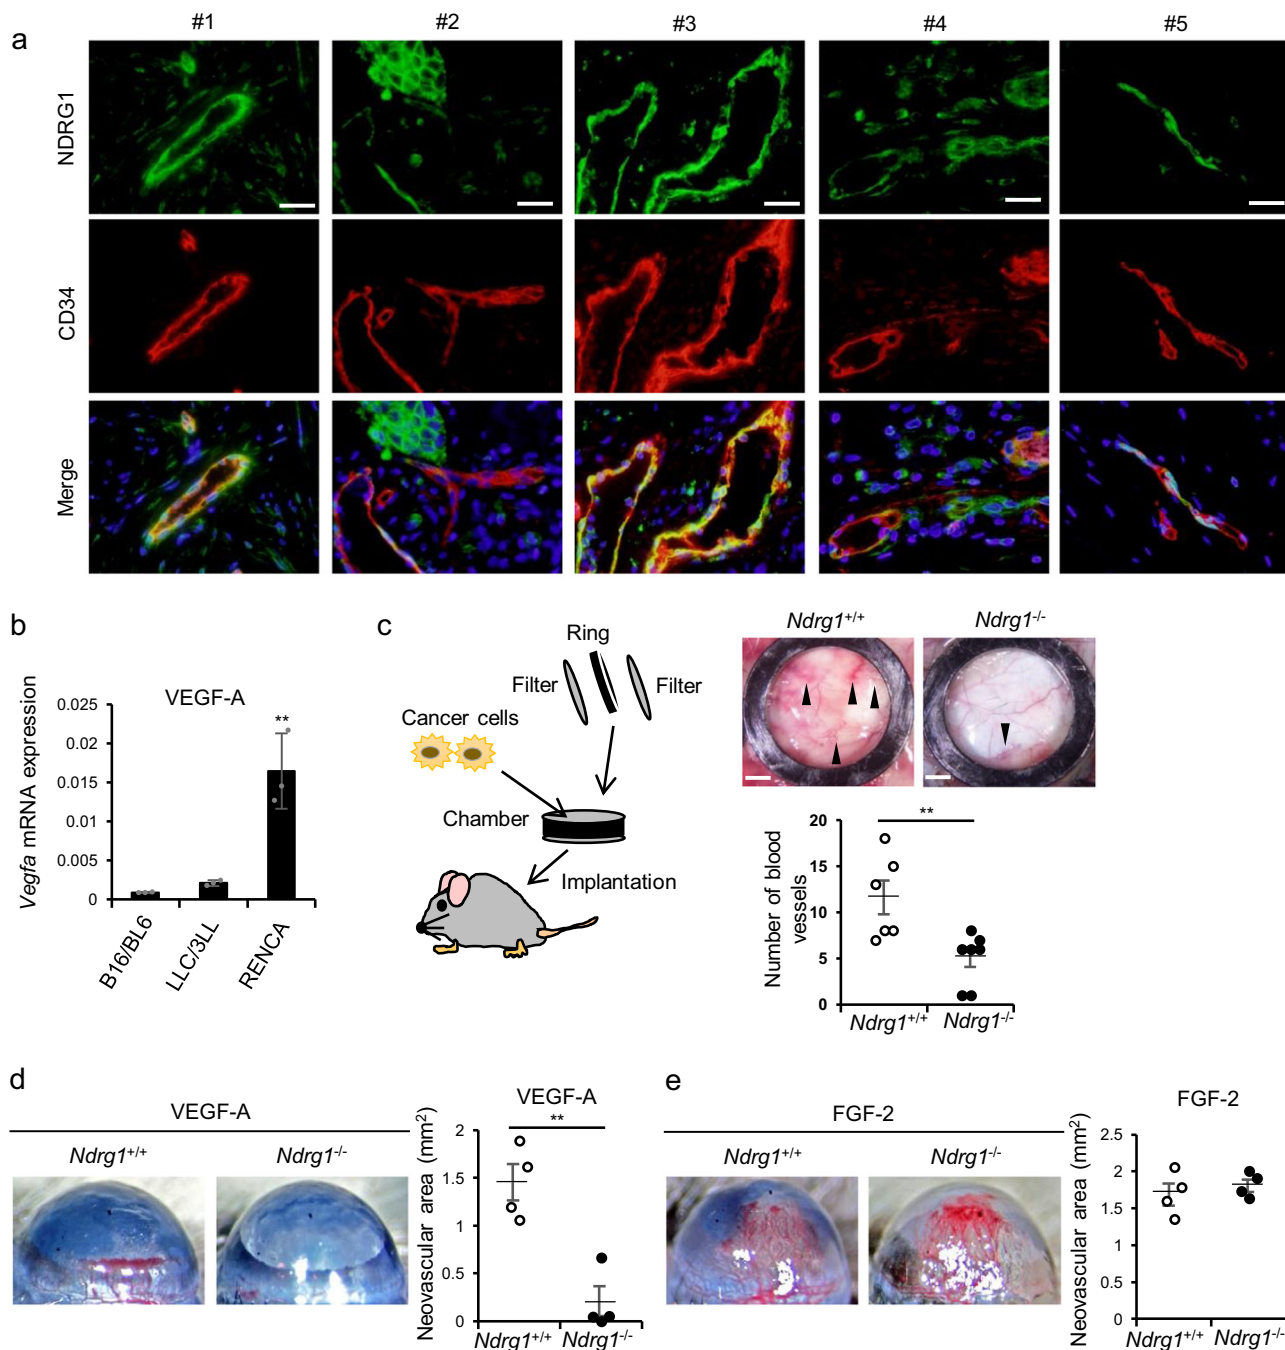 a
#1 #2 #3 #4 #5
NDRG1
CD34
Merge
b
VEGF-A
Vegfa mRNA expression
0.025
0.02
0.015
0.01
0.005
0
**
B16/BL6
LLC/3LL
RENCA
c
Ring
Filter
Filter
Cancer cells
Chamber
Implantation
Ndrg1+/+
Ndrg1-/-
Number of blood
vessels
20
15
10
5
0
**
Ndrg1+/+
Ndrg1-/-
d
VEGF-A
Ndrg1+/+
Ndrg1-/-
VEGF-A
Neovascular area (mm²)
2
1.5
1
0.5
0
**
Ndrg1+/+
Ndrg1-/-
e
FGF-2
Ndrg1+/+
Ndrg1-/-
FGF-2
Neovascular area (mm²)
2.5
2
1.5
1
0.5
0
Ndrg1+/+
Ndrg1-/-